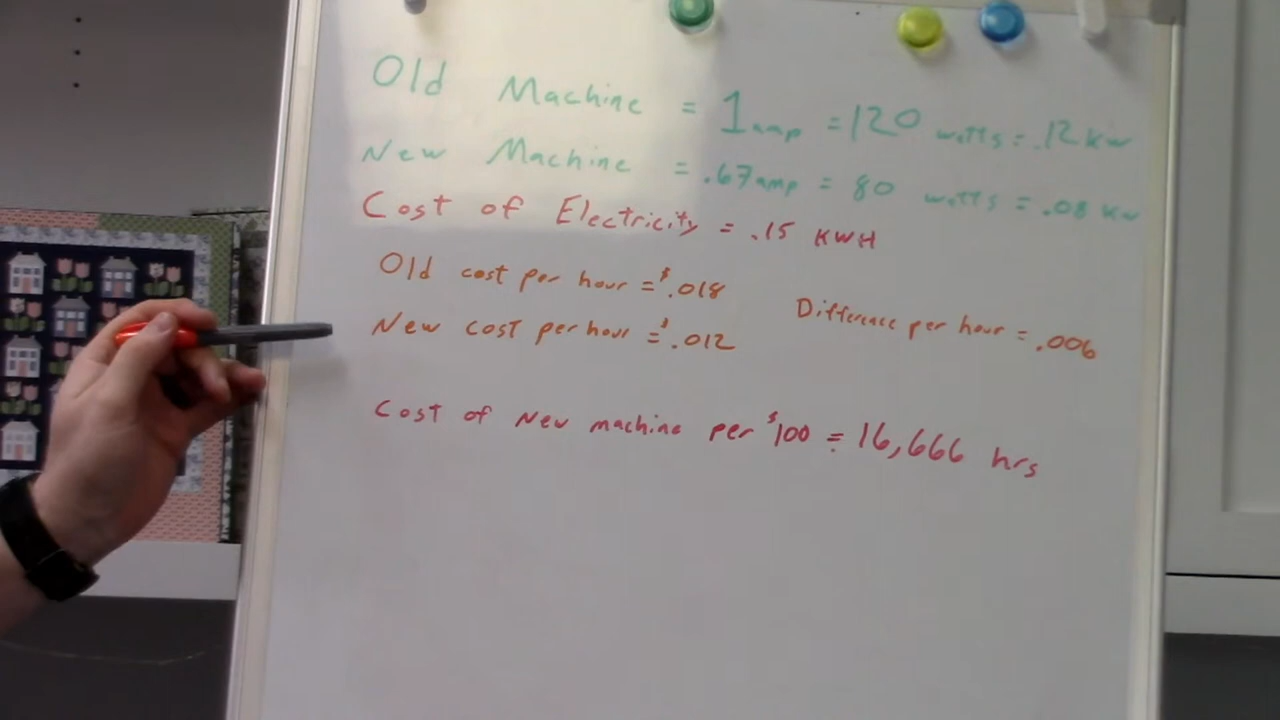 Old Machine = 1amp = 120 watts = .12 kw
New Machine = .67amp = 80 watts = .08 kw
Cost of Electricity = .15 KWH
Old cost per hour = $.018
New cost per hour = $.012
Difference per hour = .006
Cost of New machine per $100 = 16,666 hrs